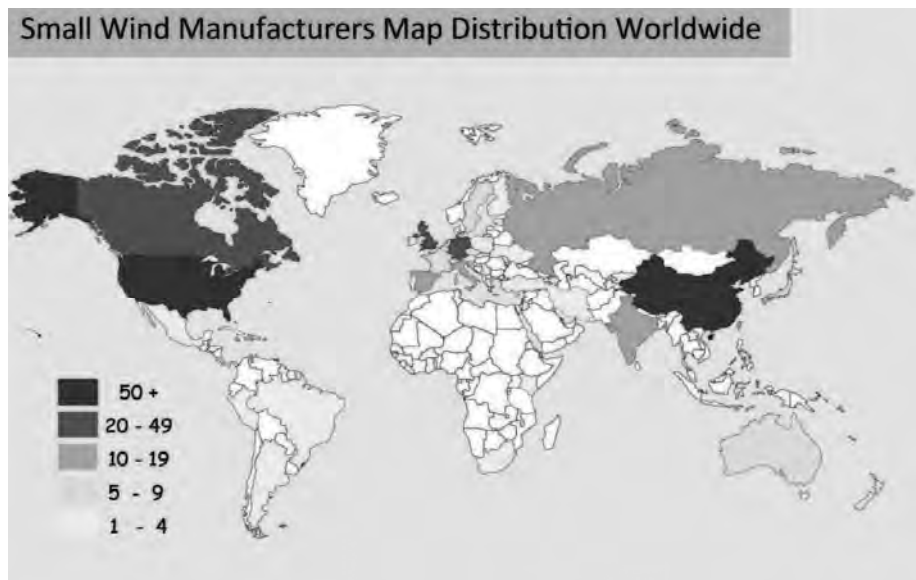 Small Wind Manufacturers Map Distribution Worldwide
50 +
20 - 49
10 - 19
5 - 9
1 - 4